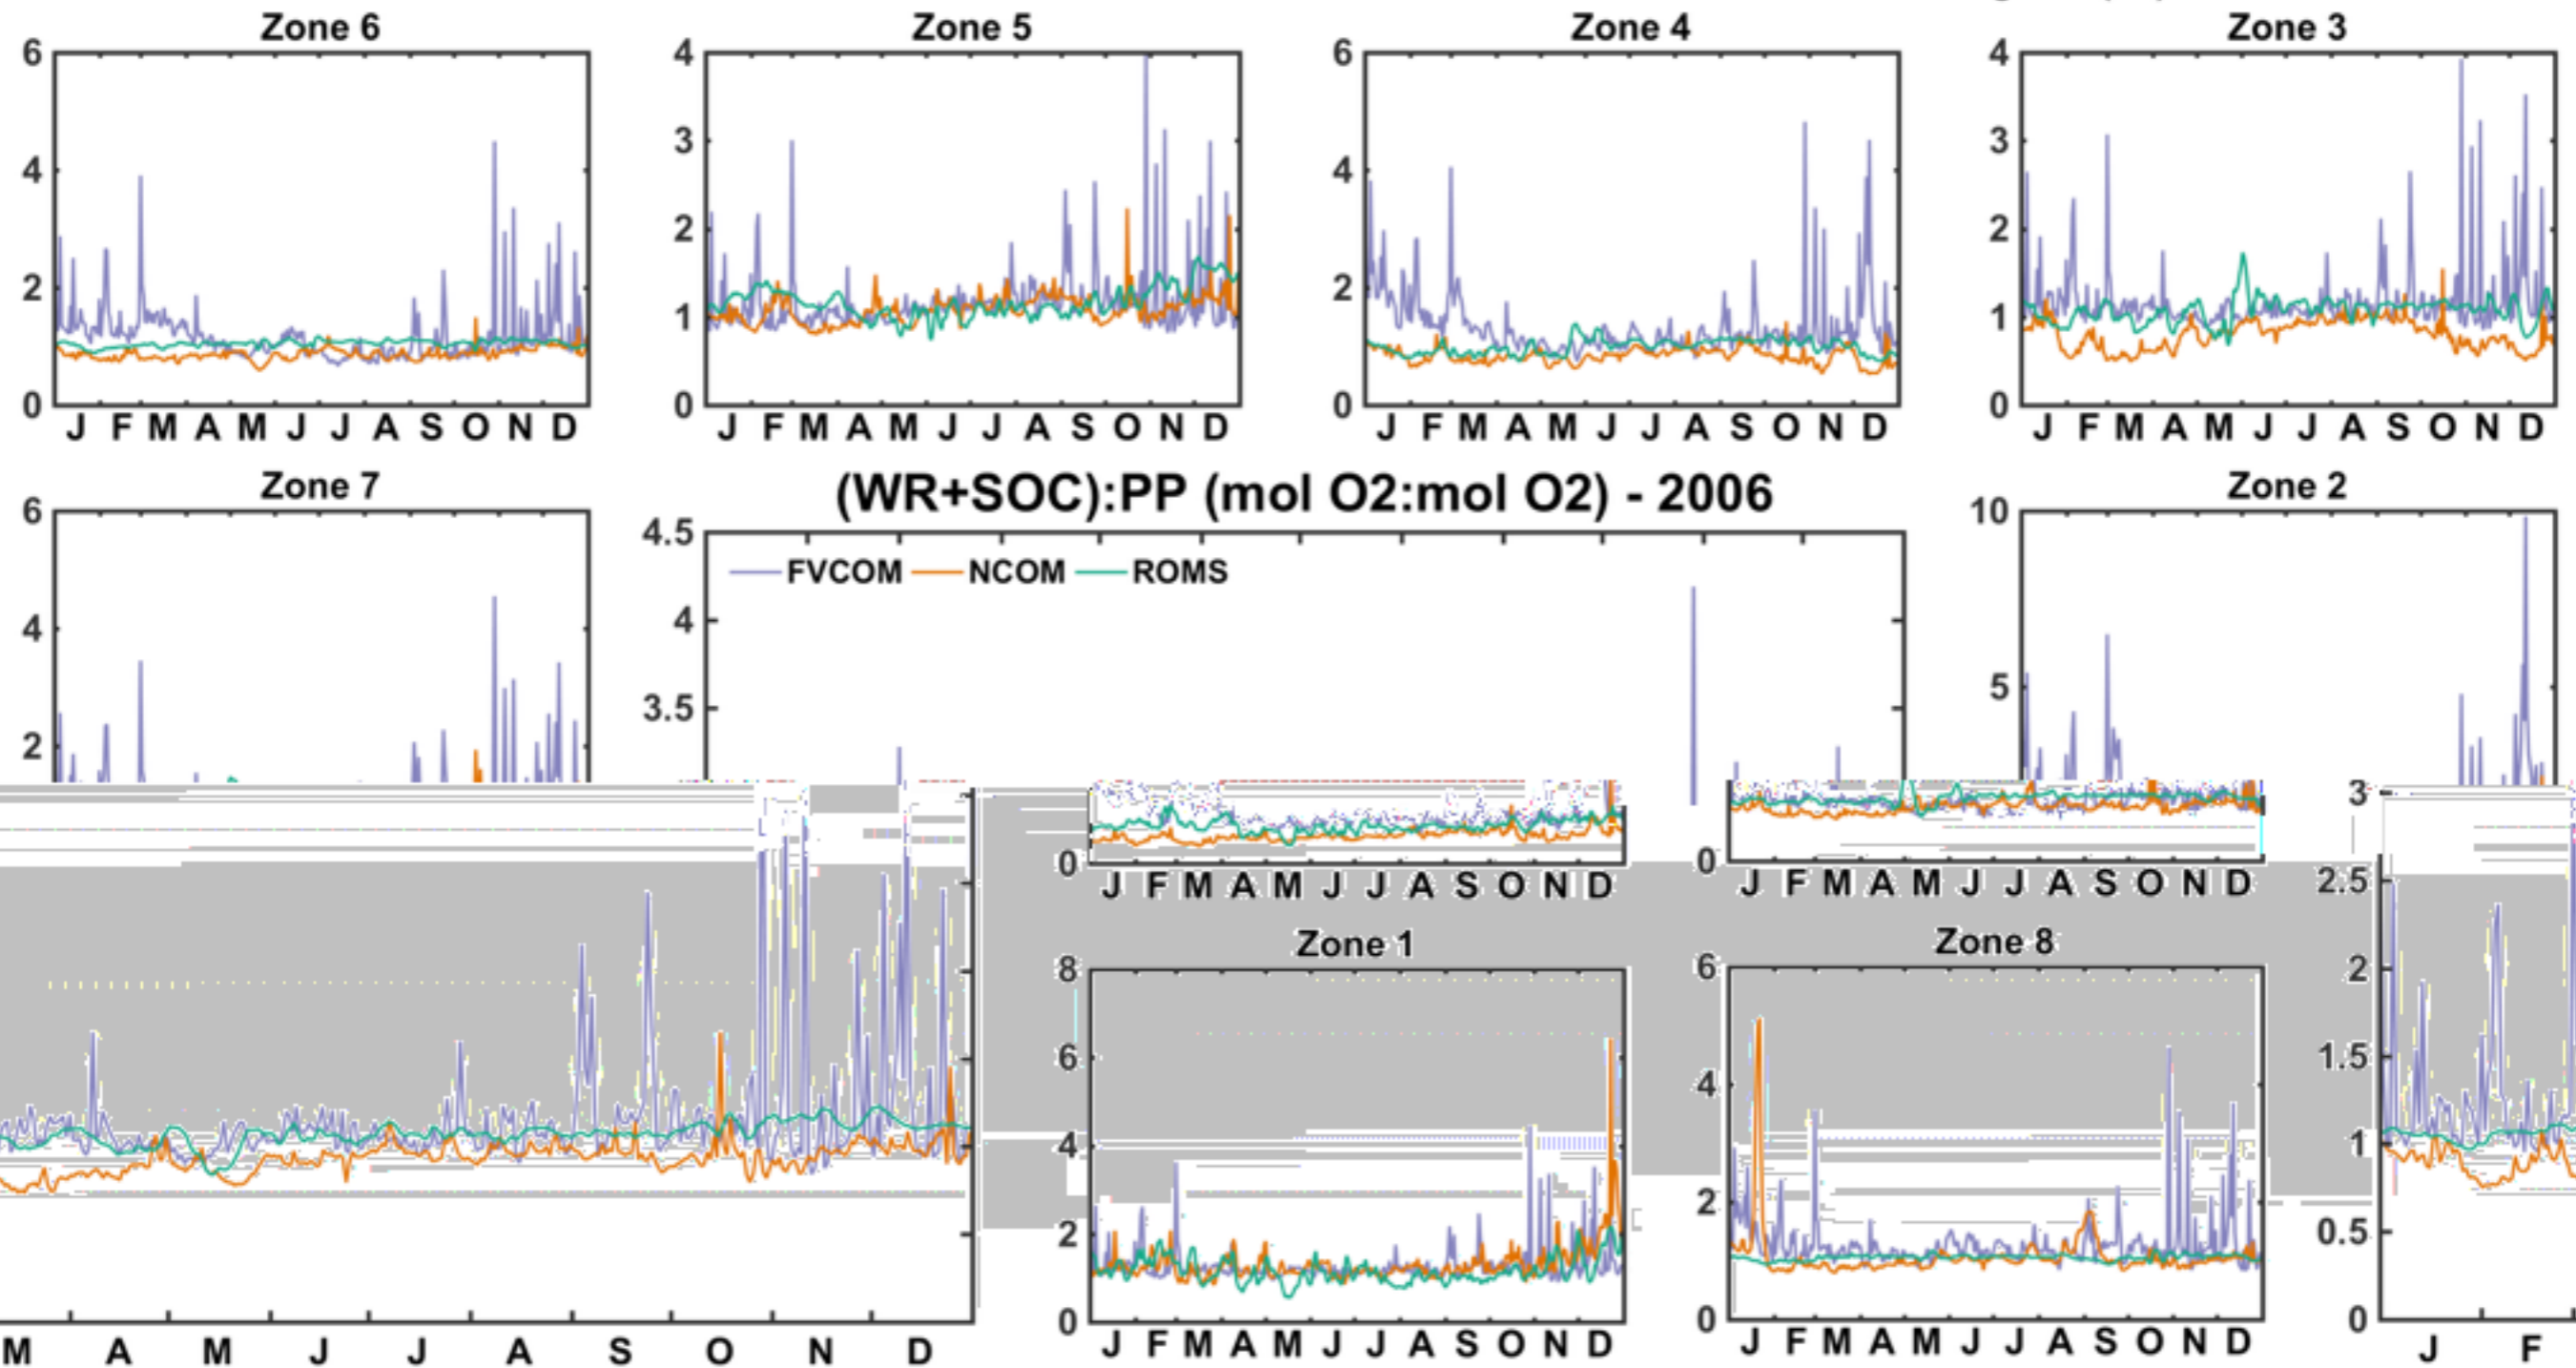 Zone 6
6
4
2
0
J F M A M J J A S O N D
Zone 5
4
3
2
1
0
J F M A M J J A S O N D
Zone 4
6
4
2
0
J F M A M J J A S O N D
Zone 3
4
3
2
1
0
J F M A M J J A S O N D
Zone 7
6
4
2
(WR+SOC):PP (mol O2:mol O2) - 2006
4.5
4
3.5
FVCOM NCOM ROMS
Zone 2
10
5
0
J F M A M J J A S O N D
0
J F M A M J J A S O N D
3
2.5
2
1.5
1
0.5
0
J F
M A M J J A S O N D
Zone 1
8
6
4
2
0
J F M A M J J A S O N D
Zone 8
6
4
2
0
J F M A M J J A S O N D